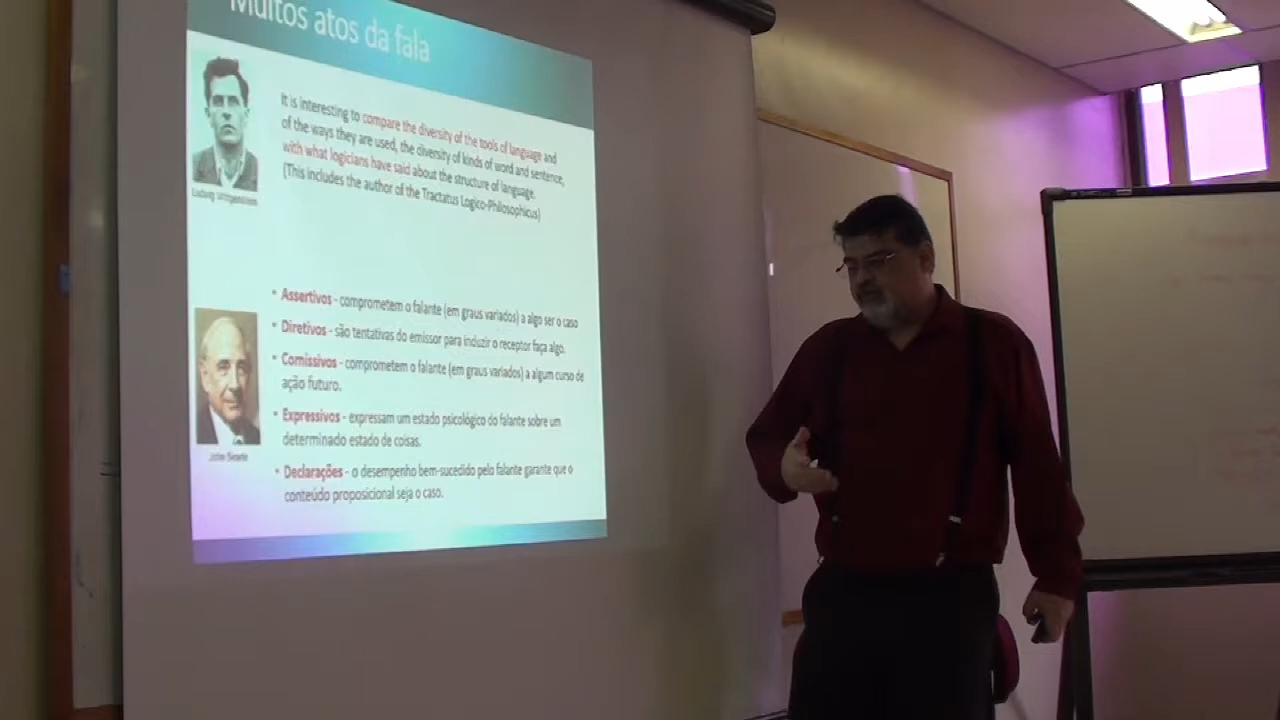 Muitos atos da fala
It is interesting to compare the diversity of the tools of language and
of the ways they are used, the diversity of kinds of word and sentence,
with what logicians have said about the structure of language.
(This includes the author of the Tractatus Logico-Philosophicus)
Ludwig Wittgenstein
• Assertivos - comprometem o falante (em graus variados) a algo ser o caso
• Diretivos - são tentativas do emissor para induzir o receptor faça algo.
• Comissivos - comprometem o falante (em graus variados) a algum curso de
ação futuro.
• Expressivos - expressam um estado psicológico do falante sobre um
determinado estado de coisas.
John Searle
• Declarações - o desempenho bem-sucedido pelo falante garante que o
conteúdo proposicional seja o caso.